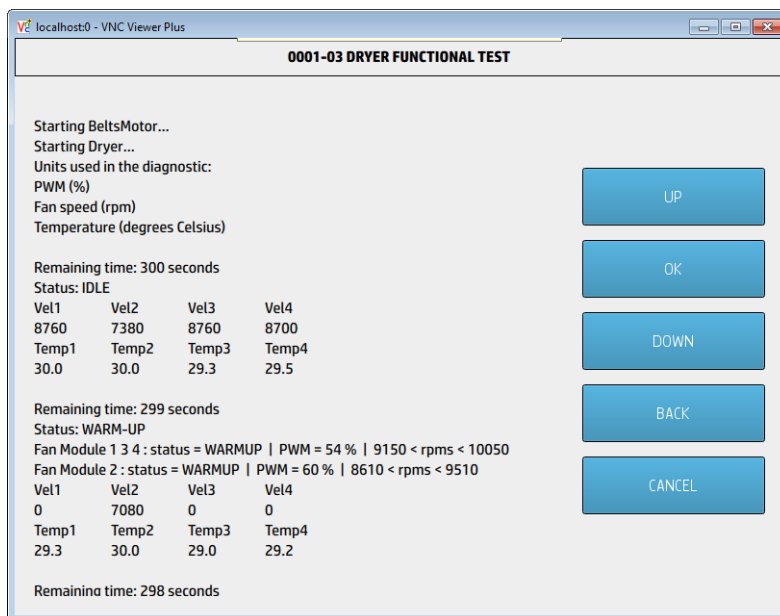 localhost:0 - VNC Viewer Plus
0001-03 DRYER FUNCTIONAL TEST
Starting BeltsMotor...
Starting Dryer...
Units used in the diagnostic:
PWM (%)
Fan speed (rpm)
Temperature (degrees Celsius)
Remaining time: 300 seconds
Status: IDLE
Vel1 Vel2 Vel3 Vel4
8760 7380 8760 8700
Temp1 Temp2 Temp3 Temp4
30.0 30.0 29.3 29.5
Remaining time: 299 seconds
Status: WARM-UP
Fan Module 1 3 4 : status = WARMUP | PWM = 54 % | 9150 < rpms < 10050
Fan Module 2 : status = WARMUP | PWM = 60 % | 8610 < rpms < 9510
Vel1 Vel2 Vel3 Vel4
0 7080 0 0
Temp1 Temp2 Temp3 Temp4
29.3 30.0 29.0 29.2
Remaining time: 298 seconds
UP
OK
DOWN
BACK
CANCEL